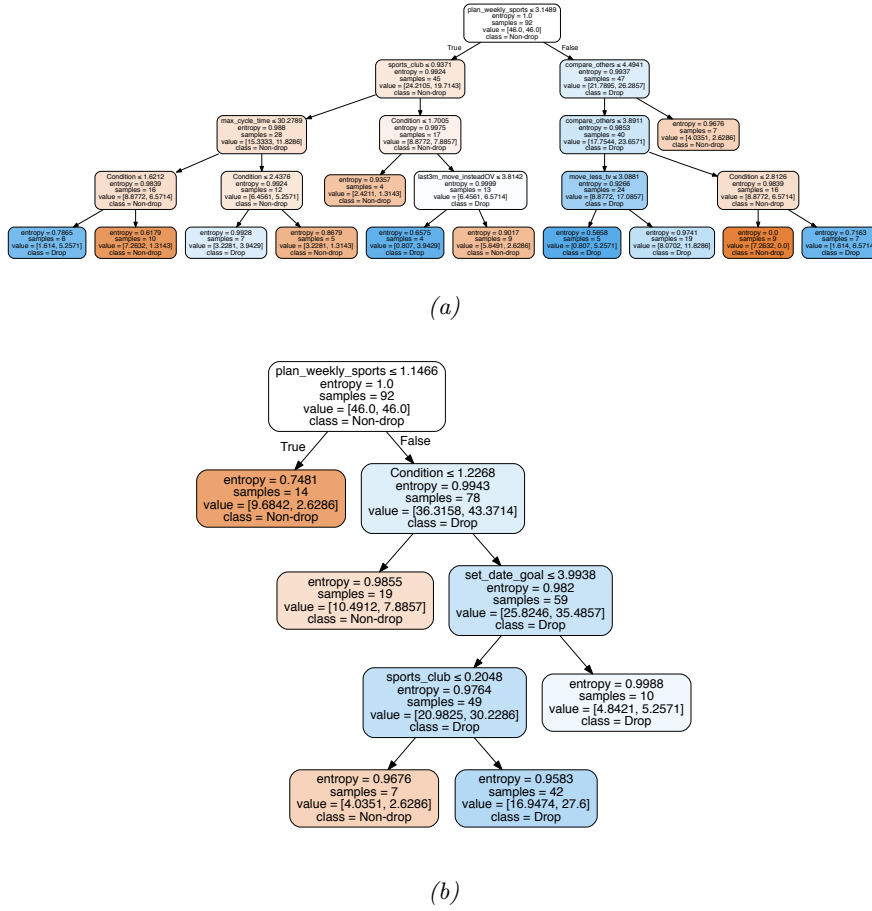 plan_weekly_sports ≤ 3.1489
entropy = 1.0
samples = 92
value = [46.0, 46.0]
class = Non-drop
True
False
sports_club ≤ 0.9371
entropy = 0.9924
samples = 45
value = [24.2105, 19.7143]
class = Non-drop
compare_others ≤ 4.4941
entropy = 0.9937
samples = 47
value = [21.7895, 26.2857]
class = Drop
max_cycle_time ≤ 30.2789
entropy = 0.988
samples = 28
value = [15.3333, 11.8286]
class = Non-drop
Condition ≤ 1.7005
entropy = 0.9975
samples = 17
value = [8.8772, 7.8857]
class = Non-drop
compare_others ≤ 3.8911
entropy = 0.9853
samples = 40
value = [17.7544, 23.6571]
class = Drop
entropy = 0.9676
samples = 7
value = [4.0351, 2.6286]
class = Non-drop
Condition ≤ 1.6212
entropy = 0.9839
samples = 16
value = [8.8772, 6.5714]
class = Non-drop
Condition ≤ 2.4376
entropy = 0.9924
samples = 12
value = [6.4561, 5.2571]
class = Non-drop
entropy = 0.9357
samples = 4
value = [2.4211, 1.3143]
class = Non-drop
last3m_move_insteadOV ≤ 3.8142
entropy = 0.9999
samples = 13
value = [6.4561, 6.5714]
class = Drop
move_less_tv ≤ 3.0881
entropy = 0.9266
samples = 24
value = [8.8772, 17.0857]
class = Drop
Condition ≤ 2.8126
entropy = 0.9839
samples = 16
value = [8.8772, 6.5714]
class = Non-drop
entropy = 0.7865
samples = 6
value = [1.614, 5.2571]
class = Drop
entropy = 0.6179
samples = 10
value = [7.2632, 1.3143]
class = Non-drop
entropy = 0.9928
samples = 7
value = [3.2281, 3.9429]
class = Drop
entropy = 0.8679
samples = 5
value = [3.2281, 1.3143]
class = Non-drop
entropy = 0.6575
samples = 4
value = [0.807, 3.9429]
class = Drop
entropy = 0.9017
samples = 9
value = [5.6491, 2.6286]
class = Non-drop
entropy = 0.5658
samples = 5
value = [0.807, 5.2571]
class = Drop
entropy = 0.9741
samples = 19
value = [8.0702, 11.8286]
class = Drop
entropy = 0.0
samples = 9
value = [7.2632, 0.0]
class = Non-drop
entropy = 0.7163
samples = 7
value = [1.614, 6.5714]
class = Drop
(a)
plan_weekly_sports ≤ 1.1466
entropy = 1.0
samples = 92
value = [46.0, 46.0]
class = Non-drop
True
False
entropy = 0.7481
samples = 14
value = [9.6842, 2.6286]
class = Non-drop
Condition ≤ 1.2268
entropy = 0.9943
samples = 78
value = [36.3158, 43.3714]
class = Drop
entropy = 0.9855
samples = 19
value = [10.4912, 7.8857]
class = Non-drop
set_date_goal ≤ 3.9938
entropy = 0.982
samples = 59
value = [25.8246, 35.4857]
class = Drop
sports_club ≤ 0.2048
entropy = 0.9764
samples = 49
value = [20.9825, 30.2286]
class = Drop
entropy = 0.9988
samples = 10
value = [4.8421, 5.2571]
class = Drop
entropy = 0.9676
samples = 7
value = [4.0351, 2.6286]
class = Non-drop
entropy = 0.9583
samples = 42
value = [16.9474, 27.6]
class = Drop
(b)